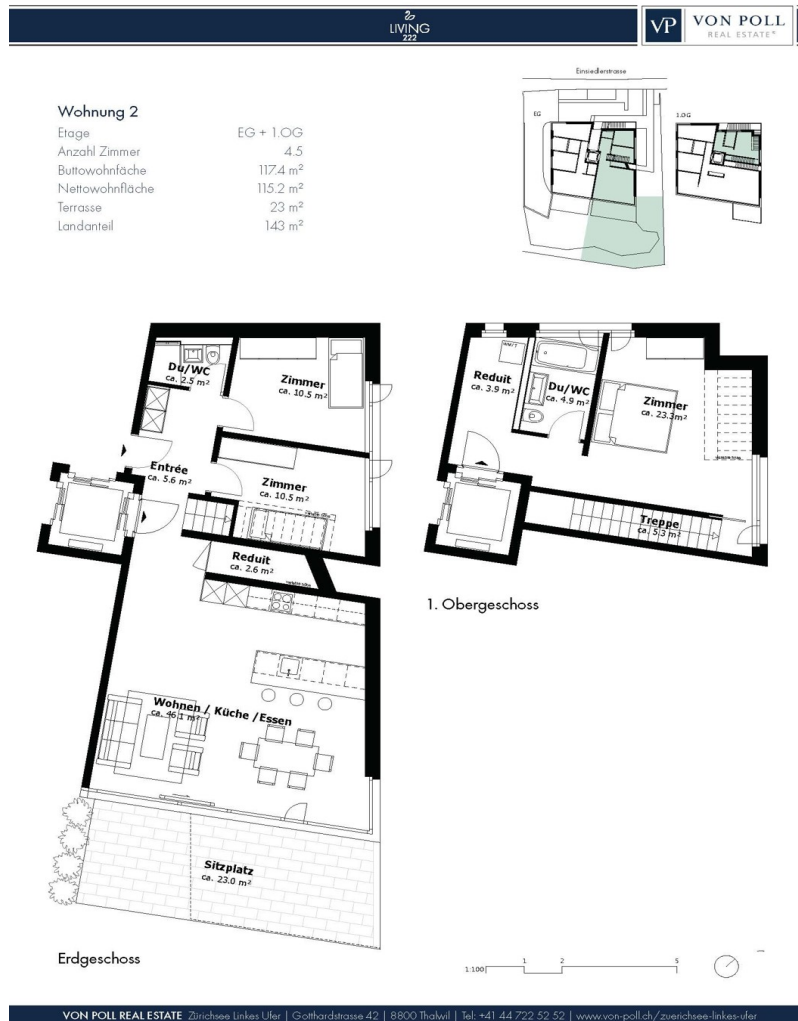 LIVING
222
VP VON POLL
REAL ESTATE®
Einsiedlerstrasse
EG
1.OG
Wohnung 2
Etage EG + 1.OG
Anzahl Zimmer 4.5
Buttowohnfäche 117.4 m²
Nettowohnfläche 115.2 m²
Terrasse 23 m²
Landanteil 143 m²
Du/WC
ca. 2.5 m²
Zimmer
ca. 10.5 m²
Entrée
ca. 5.6 m²
Zimmer
ca. 10.5 m²
Reduit
ca. 2.6 m²
Wohnen / Küche / Essen
ca. 46.1 m²
Sitzplatz
ca. 23.0 m²
Erdgeschoss
Reduit
ca. 3.9 m²
Du/WC
ca. 4.9 m²
Zimmer
ca. 23.3m²
Treppe
ca. 5.3 m²
1. Obergeschoss
1:100 1 2 5
VON POLL REAL ESTATE Zürichsee Linkes Ufer | Gotthardstrasse 42 | 8800 Thalwil | Tel: +41 44 722 52 52 | www.von-poll.ch/zuerichsee-linkes-ufer